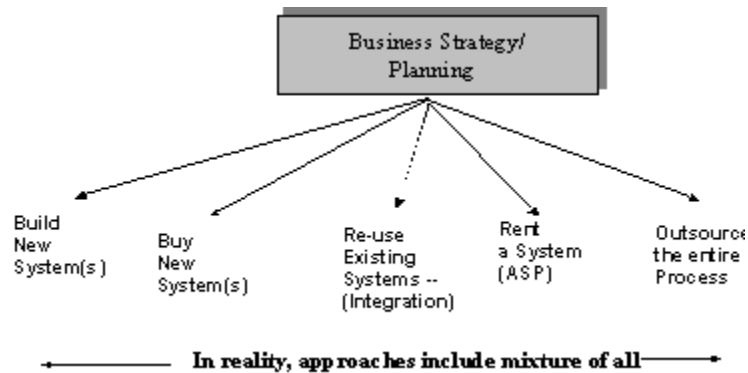 Business Strategy/
Planning
Build
New
System(s)
Buy
New
System(s)
Re-use
Existing
Systems --
(Integration)
Rent
a System
(ASP)
Outsource
the entire
Process
In reality, approaches include mixture of all